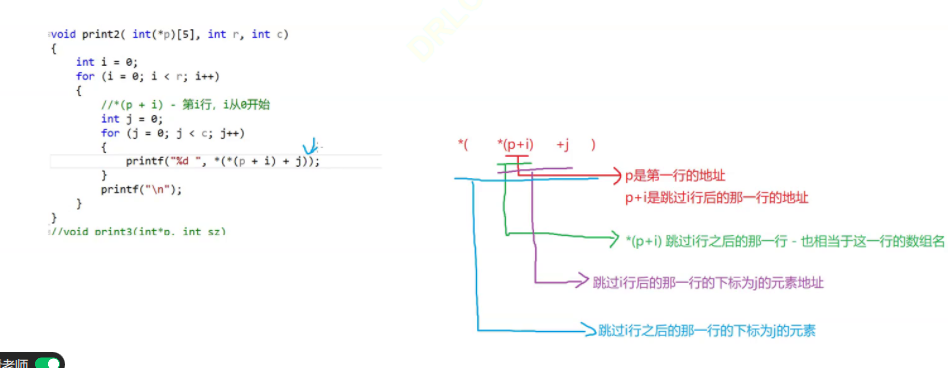 void print2( int(*p)[5], int r, int c)
{
int i = 0;
for (i = 0; i < r; i++)
{
//*(p + i) - 第i行，i从0开始
int j = 0;
for (j = 0; j < c; j++)
{
printf("%d ", *(*(p + i) + j));
}
printf("\n");
}
}
//void print3(int*p, int sz)
*( *(p+i) +j )
p是第一行的地址
p+i是跳过i行后的那一行的地址
*(p+i) 跳过i行之后的那一行 - 也相当于这一行的数组名
跳过i行后的那一行的下标为j的元素地址
跳过i行之后的那一行的下标为j的元素
老师